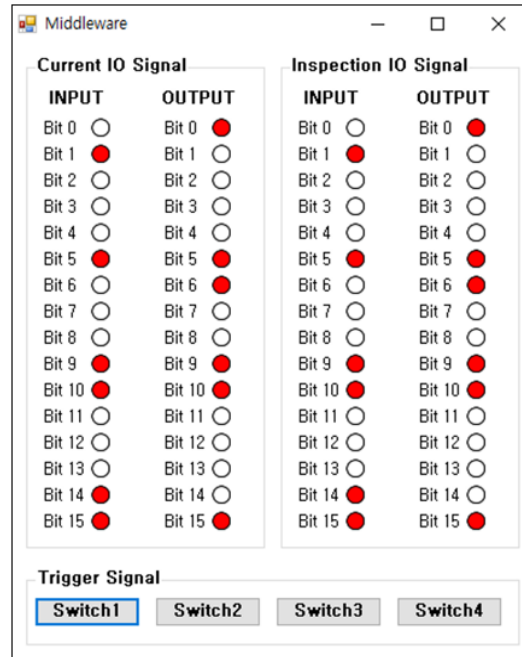 Middleware
Current IO Signal Inspection IO Signal
INPUT OUTPUT INPUT OUTPUT
Bit 0 Bit 0 Bit 0 Bit 0
Bit 1 Bit 1 Bit 1 Bit 1
Bit 2 Bit 2 Bit 2 Bit 2
Bit 3 Bit 3 Bit 3 Bit 3
Bit 4 Bit 4 Bit 4 Bit 4
Bit 5 Bit 5 Bit 5 Bit 5
Bit 6 Bit 6 Bit 6 Bit 6
Bit 7 Bit 7 Bit 7 Bit 7
Bit 8 Bit 8 Bit 8 Bit 8
Bit 9 Bit 9 Bit 9 Bit 9
Bit 10 Bit 10 Bit 10 Bit 10
Bit 11 Bit 11 Bit 11 Bit 11
Bit 12 Bit 12 Bit 12 Bit 12
Bit 13 Bit 13 Bit 13 Bit 13
Bit 14 Bit 14 Bit 14 Bit 14
Bit 15 Bit 15 Bit 15 Bit 15
Trigger Signal
Switch1 Switch2 Switch3 Switch4